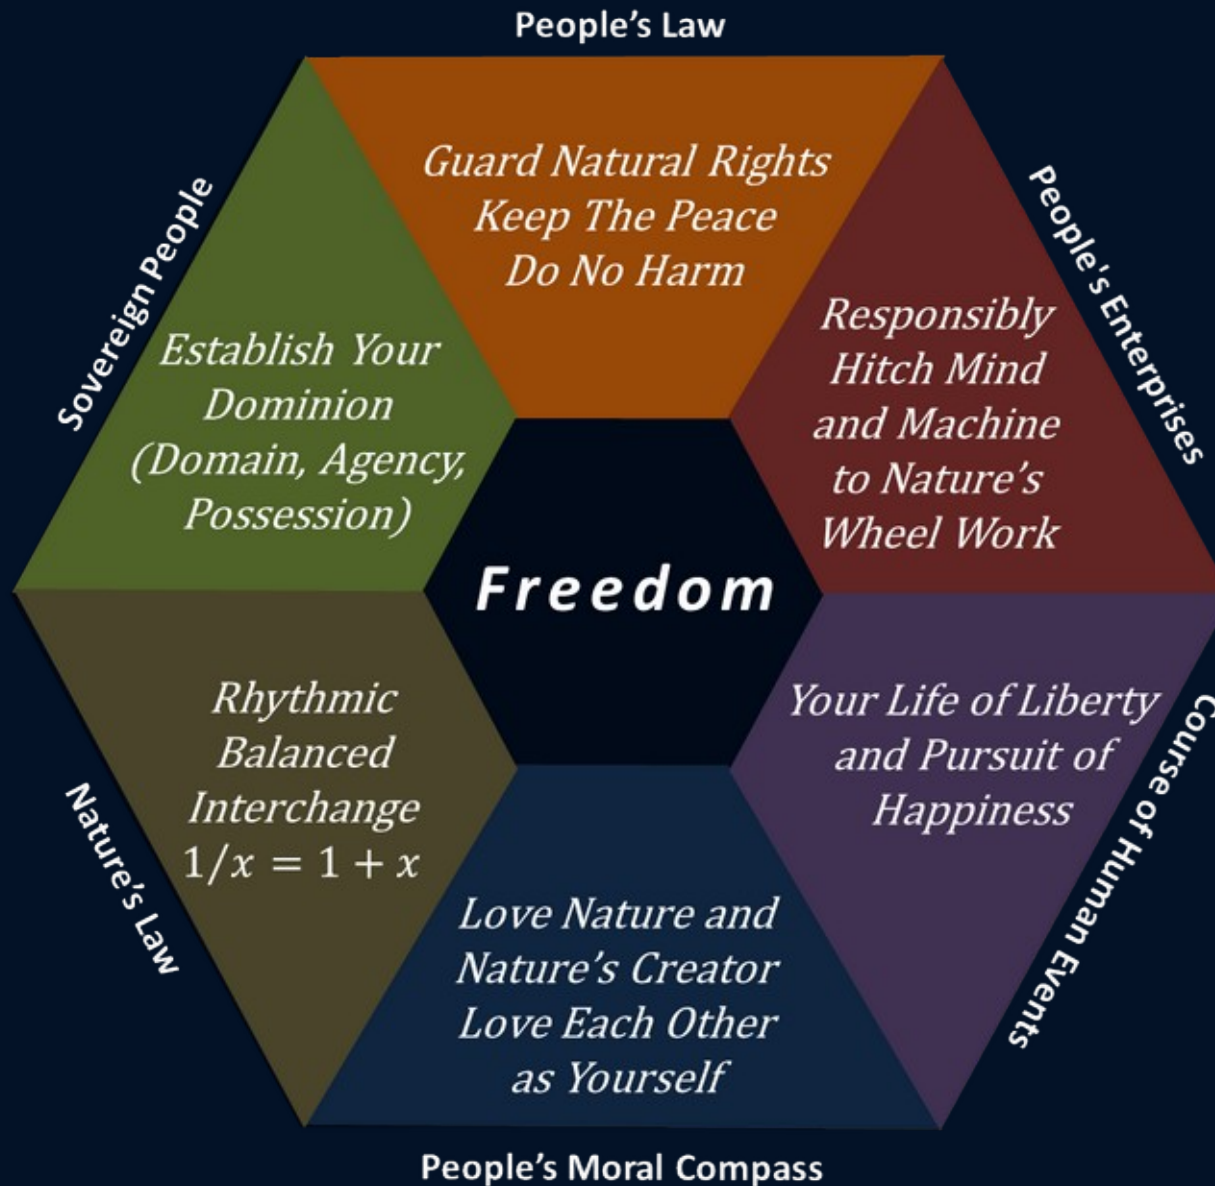 People’s Law
Guard Natural Rights
Keep The Peace
Do No Harm
People's Enterprises
Responsibly
Hitch Mind
and Machine
to Nature’s
Wheel Work
Course of Human Events
Your Life of Liberty
and Pursuit of
Happiness
People’s Moral Compass
Love Nature and
Nature’s Creator
Love Each Other
as Yourself
Nature's Law
Rhythmic
Balanced
Interchange
1/x = 1 + x
Sovereign People
Establish Your
Dominion
(Domain, Agency,
Possession)
Freedom